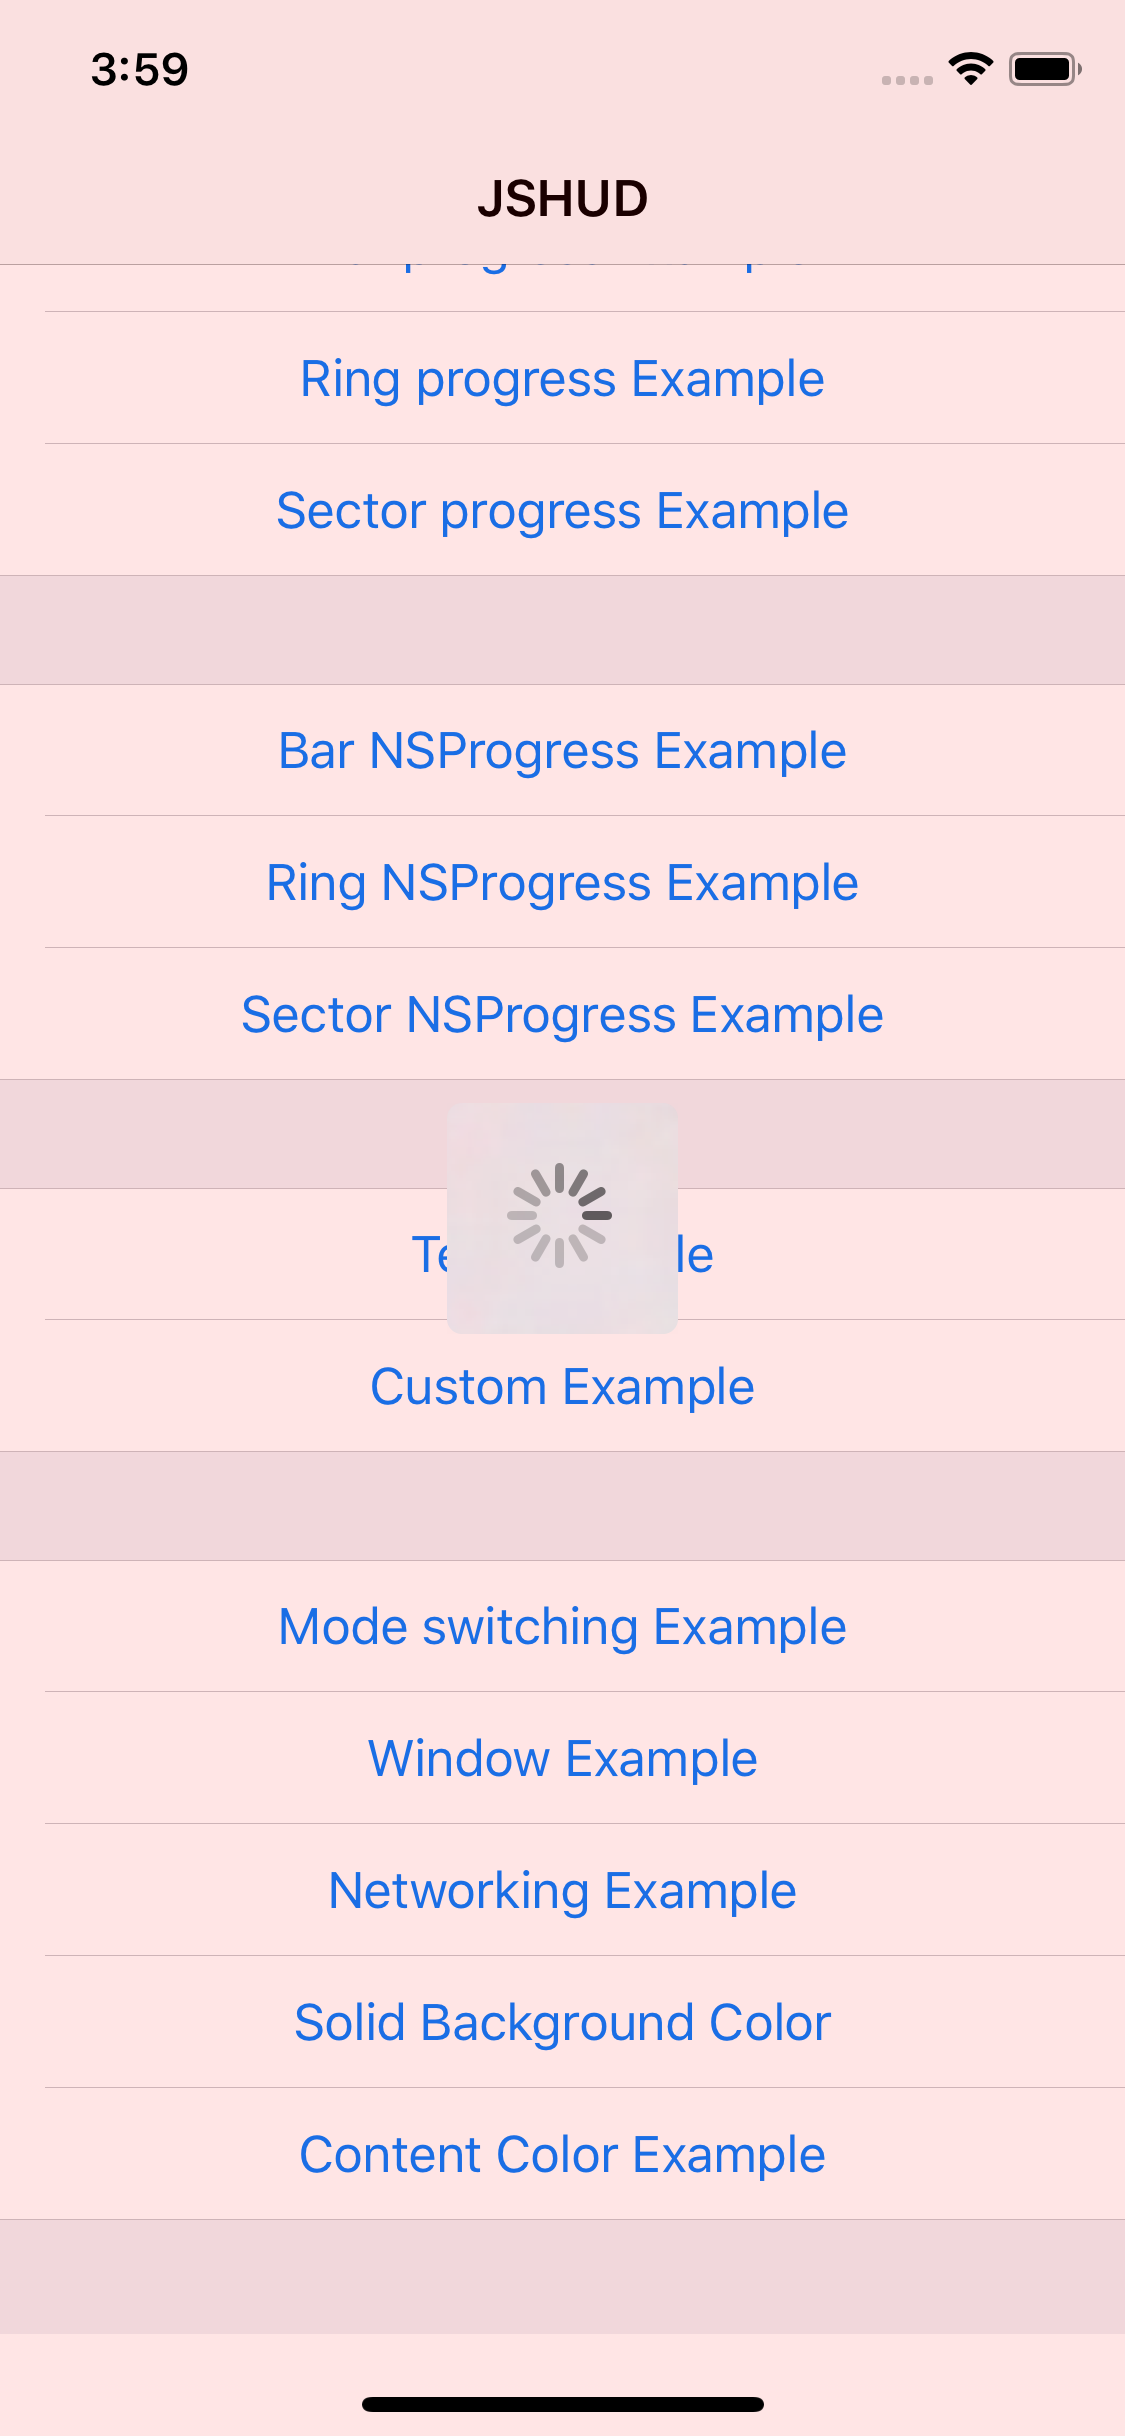 3:59
JSHUD
Ring progress Example
Sector progress Example
Bar NSProgress Example
Ring NSProgress Example
Sector NSProgress Example
Custom Example
Mode switching Example
Window Example
Networking Example
Solid Background Color
Content Color Example